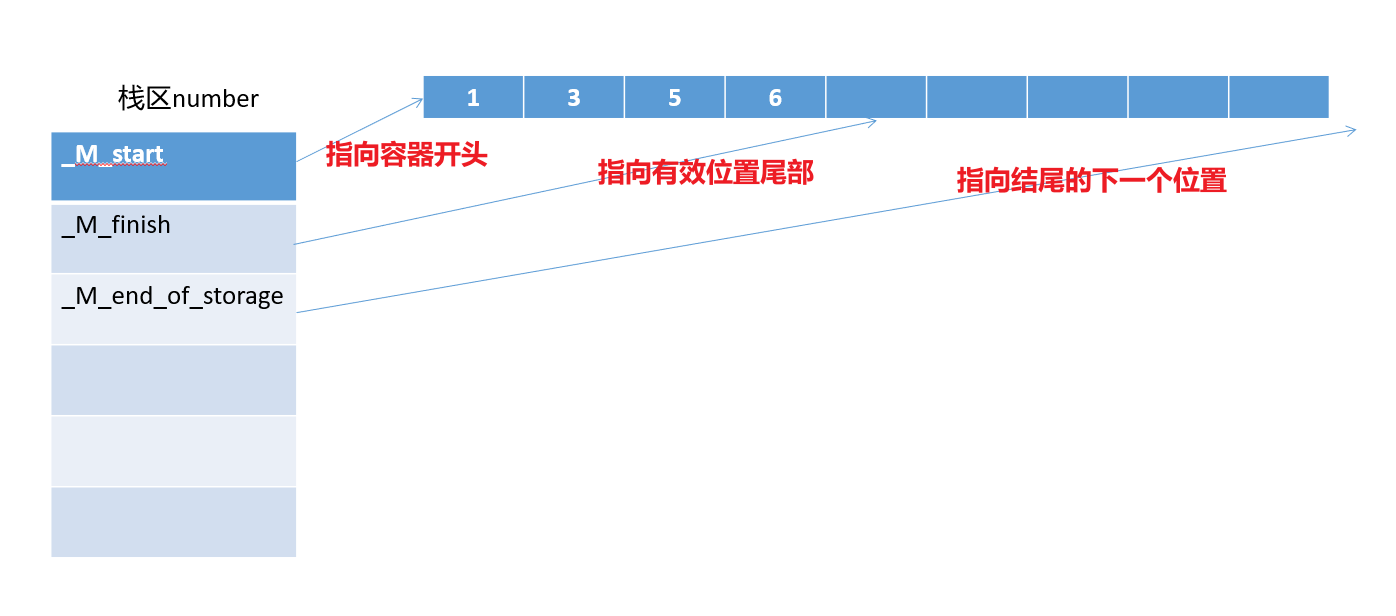 栈区number
1 3 5 6
_M_start
指向容器开头
指向有效位置尾部
指向结尾的下一个位置
_M_finish
_M_end_of_storage